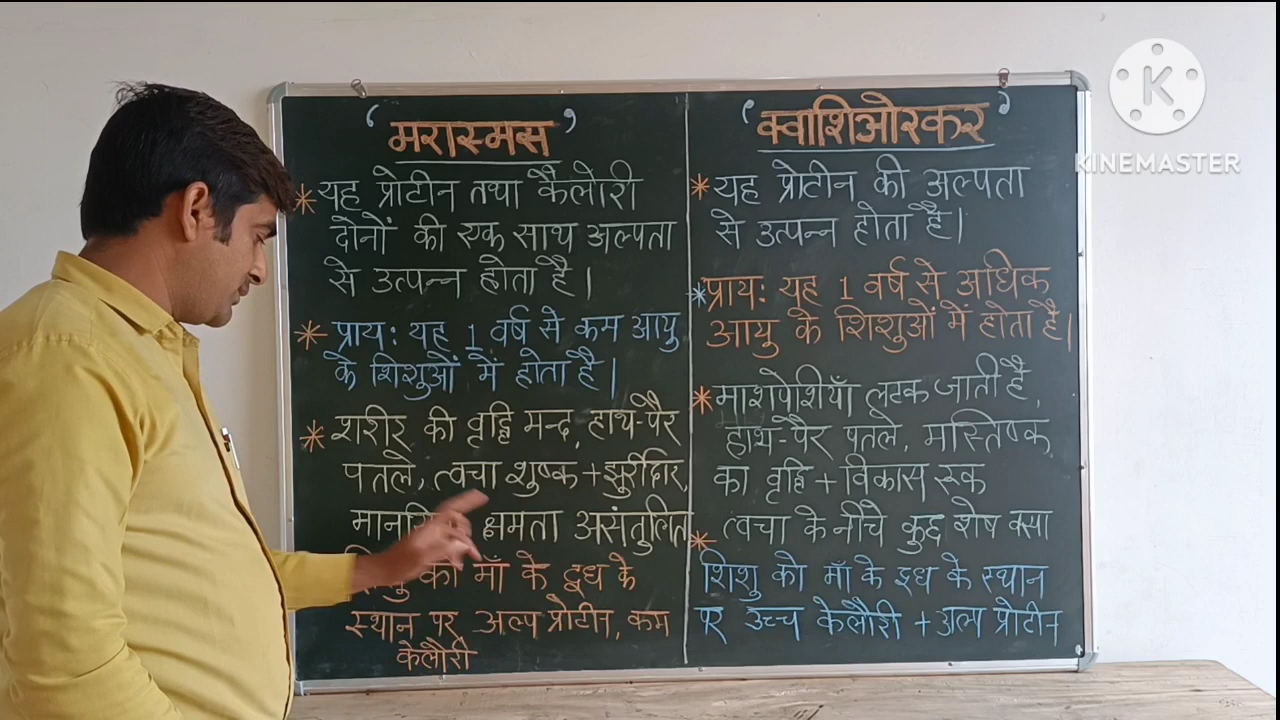 'मरास्मस'
* यह प्रोटीन तथा कैलोरी
दोनों की एक साथ अल्पता
से उत्पन्न होता है।
* प्राय: यह 1 वर्ष से कम आयु
के शिशुओं में होता है।
* शरीर की वृद्धि मन्द, हाथ-पैर
पतले, त्वचा शुष्क + झुर्रीदार,
क्षमता असंतुलित
को माँ के दूध के
स्थान पर अल्प प्रोटीन, कम
केलौरी
'क्वाशिओरकर'
* यह प्रोटीन की अल्पता
से उत्पन्न होता है।
* प्राय: यह 1 वर्ष से अधिक
आयु के शिशुओं में होता है।
* माशपेशियाँ लटक जाती है,
हाथ-पैर पतले, मस्तिष्क
का वृद्धि + विकास रूक
* त्वचा के नीचे कुछ शेष वसा
शिशु को माँ के दूध के स्थान
पर उच्च केलौरी + अल्प प्रोटीन
K
KINEMASTER